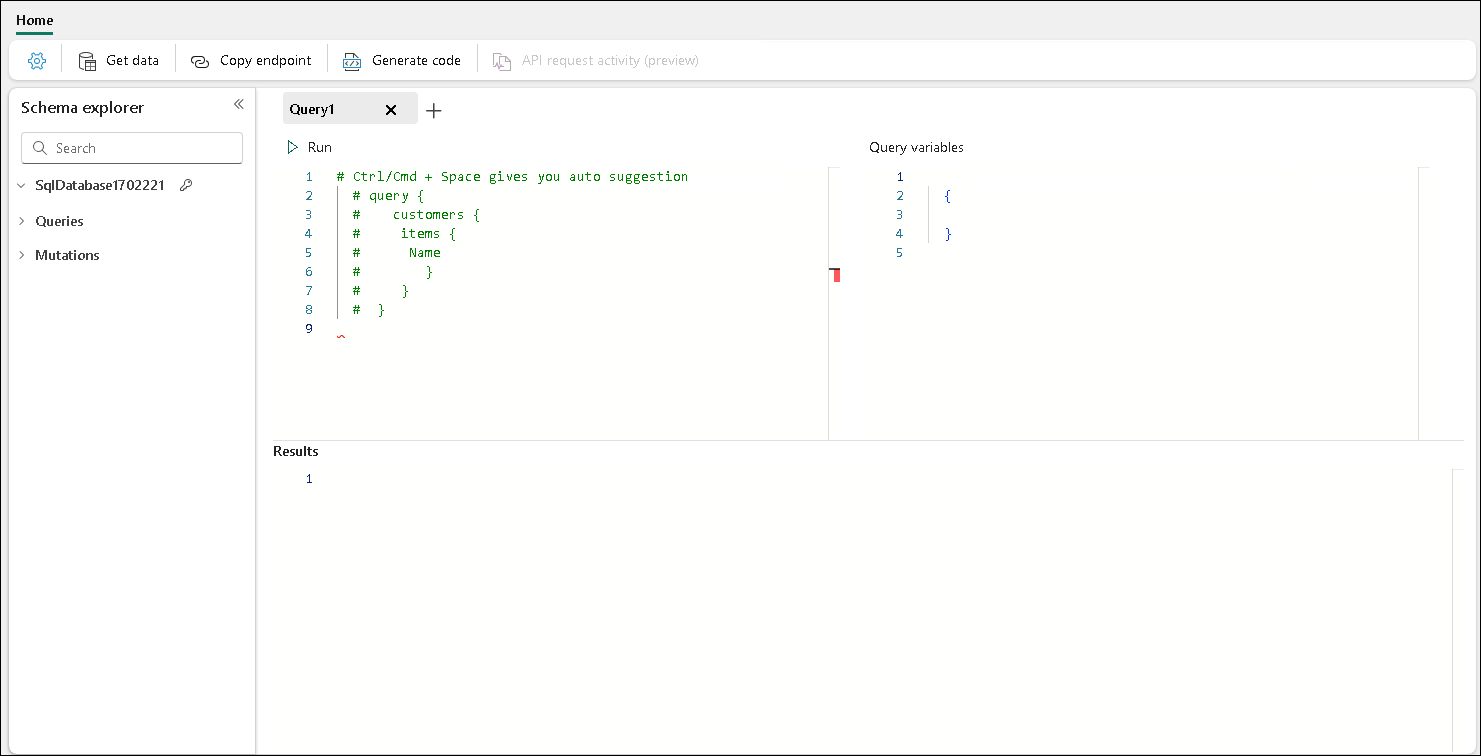 Home
Get data
Copy endpoint
Generate code
API request activity (preview)
Schema explorer
Search
SqlDatabase1702221
Queries
Mutations
Query1
Run
1 # Ctrl/Cmd + Space gives you auto suggestion
2 # query {
3 # customers {
4 # items {
5 # Name
6 # }
7 # }
8 # }
9
Query variables
1
2 {
3
4 }
5
Results
1